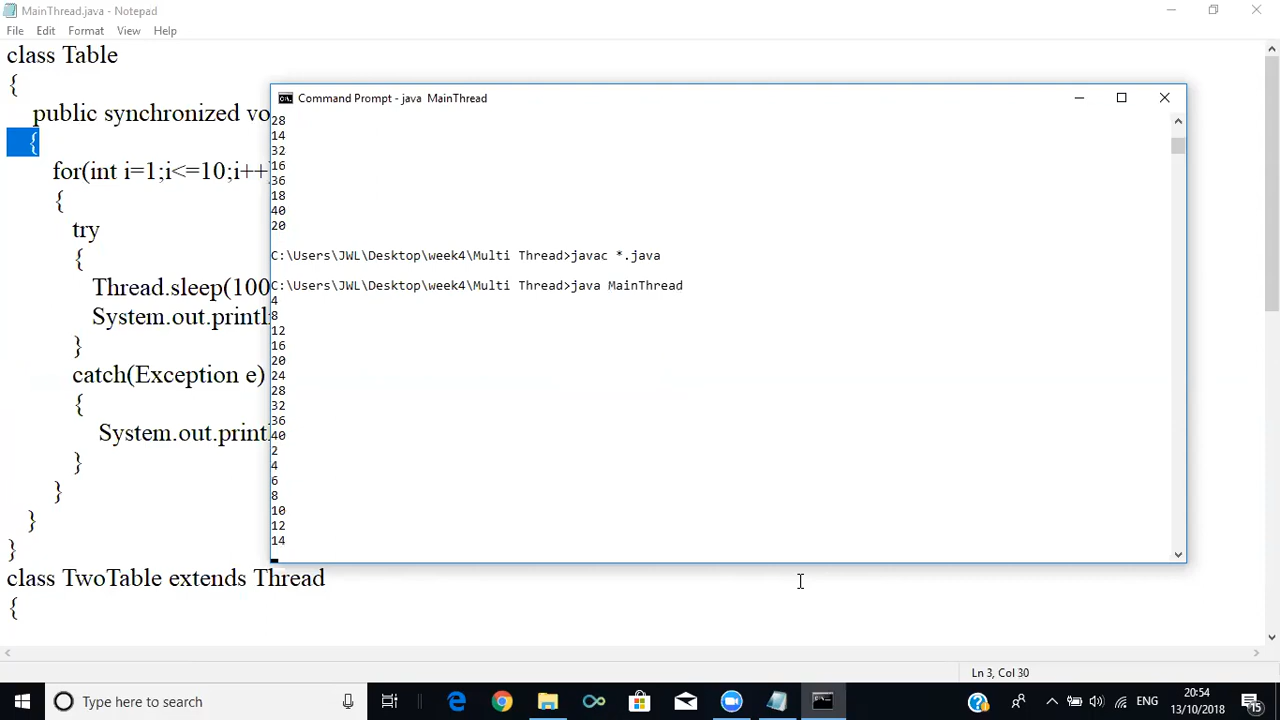 MainThread.java - Notepad
File Edit Format View Help
class Table
{
public synchronized vo
{
for(int i=1;i<=10;i++
{
try
{
Thread.sleep(100
System.out.printl
}
catch(Exception e)
{
System.out.printl
}
}
}
}
class TwoTable extends Thread
{
Command Prompt - java MainThread
28
14
32
16
36
18
40
20
C:\Users\JWL\Desktop\week4\Multi Thread>javac *.java
C:\Users\JWL\Desktop\week4\Multi Thread>java MainThread
4
8
12
16
20
24
28
32
36
40
2
4
6
8
10
12
14
Ln 3, Col 30
Type here to search
ENG
20:54
13/10/2018
15